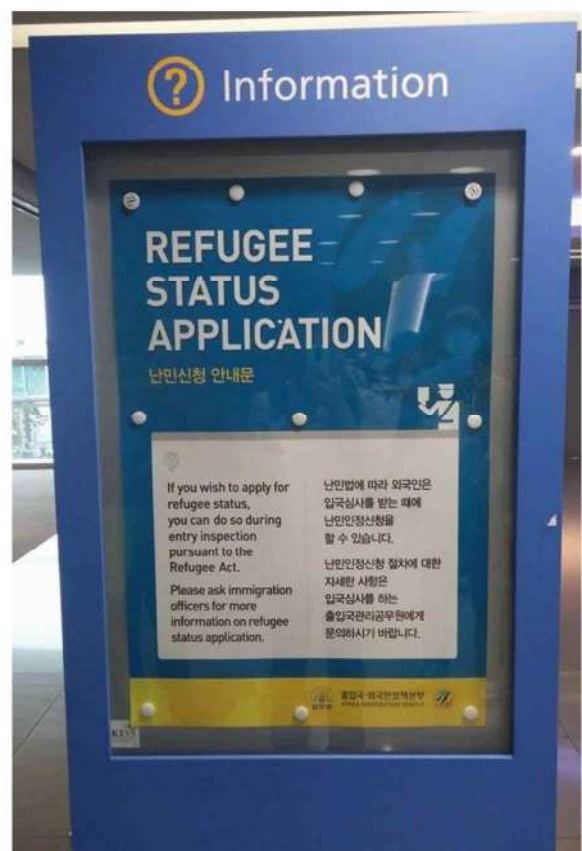 ? Information
REFUGEE
STATUS
APPLICATION
난민신청 안내문
If you wish to apply for
refugee status,
you can do so during
entry inspection
pursuant to the
Refugee Act.
Please ask immigration
officers for more
information on refugee
status application.
난민법에 따라 외국인은
입국심사를 받는 때에
난민인정신청을
할 수 있습니다.
난민인정신청 절차에 대한
자세한 사항은
입국심사를 하는
출입국관리공무원에게
문의하시기 바랍니다.
법무부
출입국·외국인정책본부
KOREA IMMIGRATION SERVICE